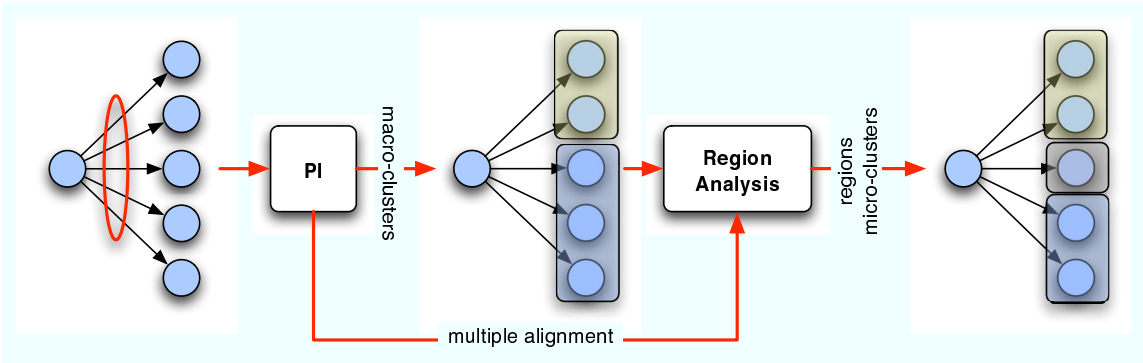 PI
macro-clusters
Region
Analysis
regions
micro-clusters
multiple alignment